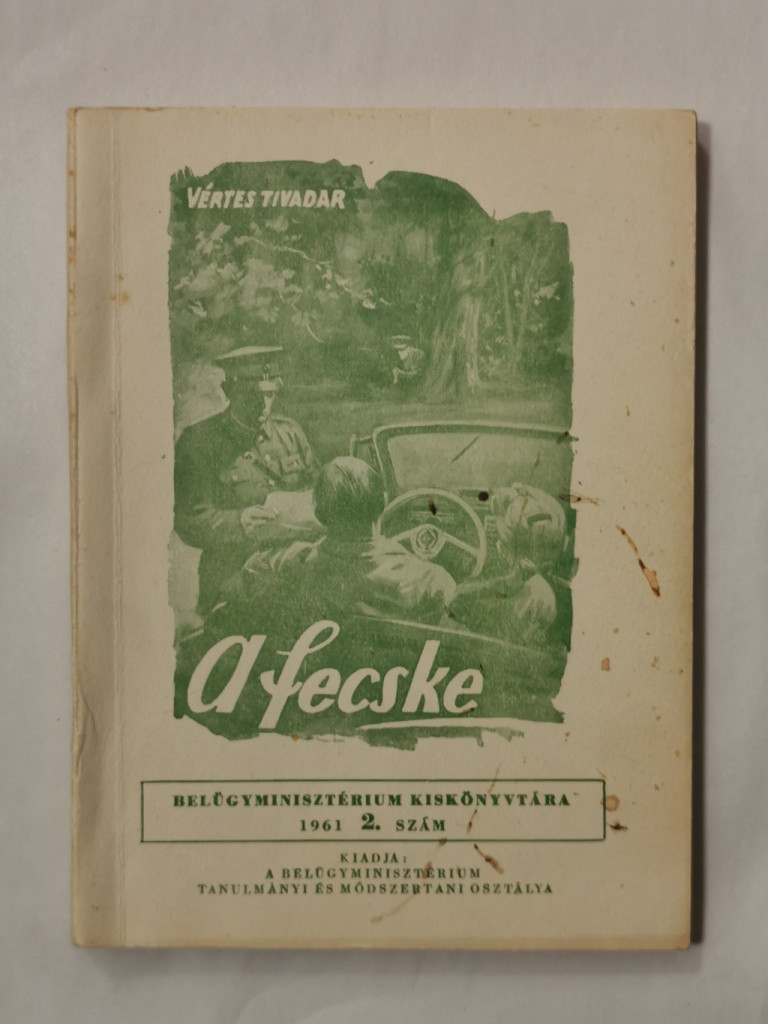 VÉRTES TIVADAR
A fecske
BELÜGYMINISZTÉRIUM KISKÖNYVTÁRA
1961 2. SZÁM
KIADJA:
A BELÜGYMINISZTÉRIUM
TANULMÁNYI ÉS MÓDSZERTANI OSZTÁLYA